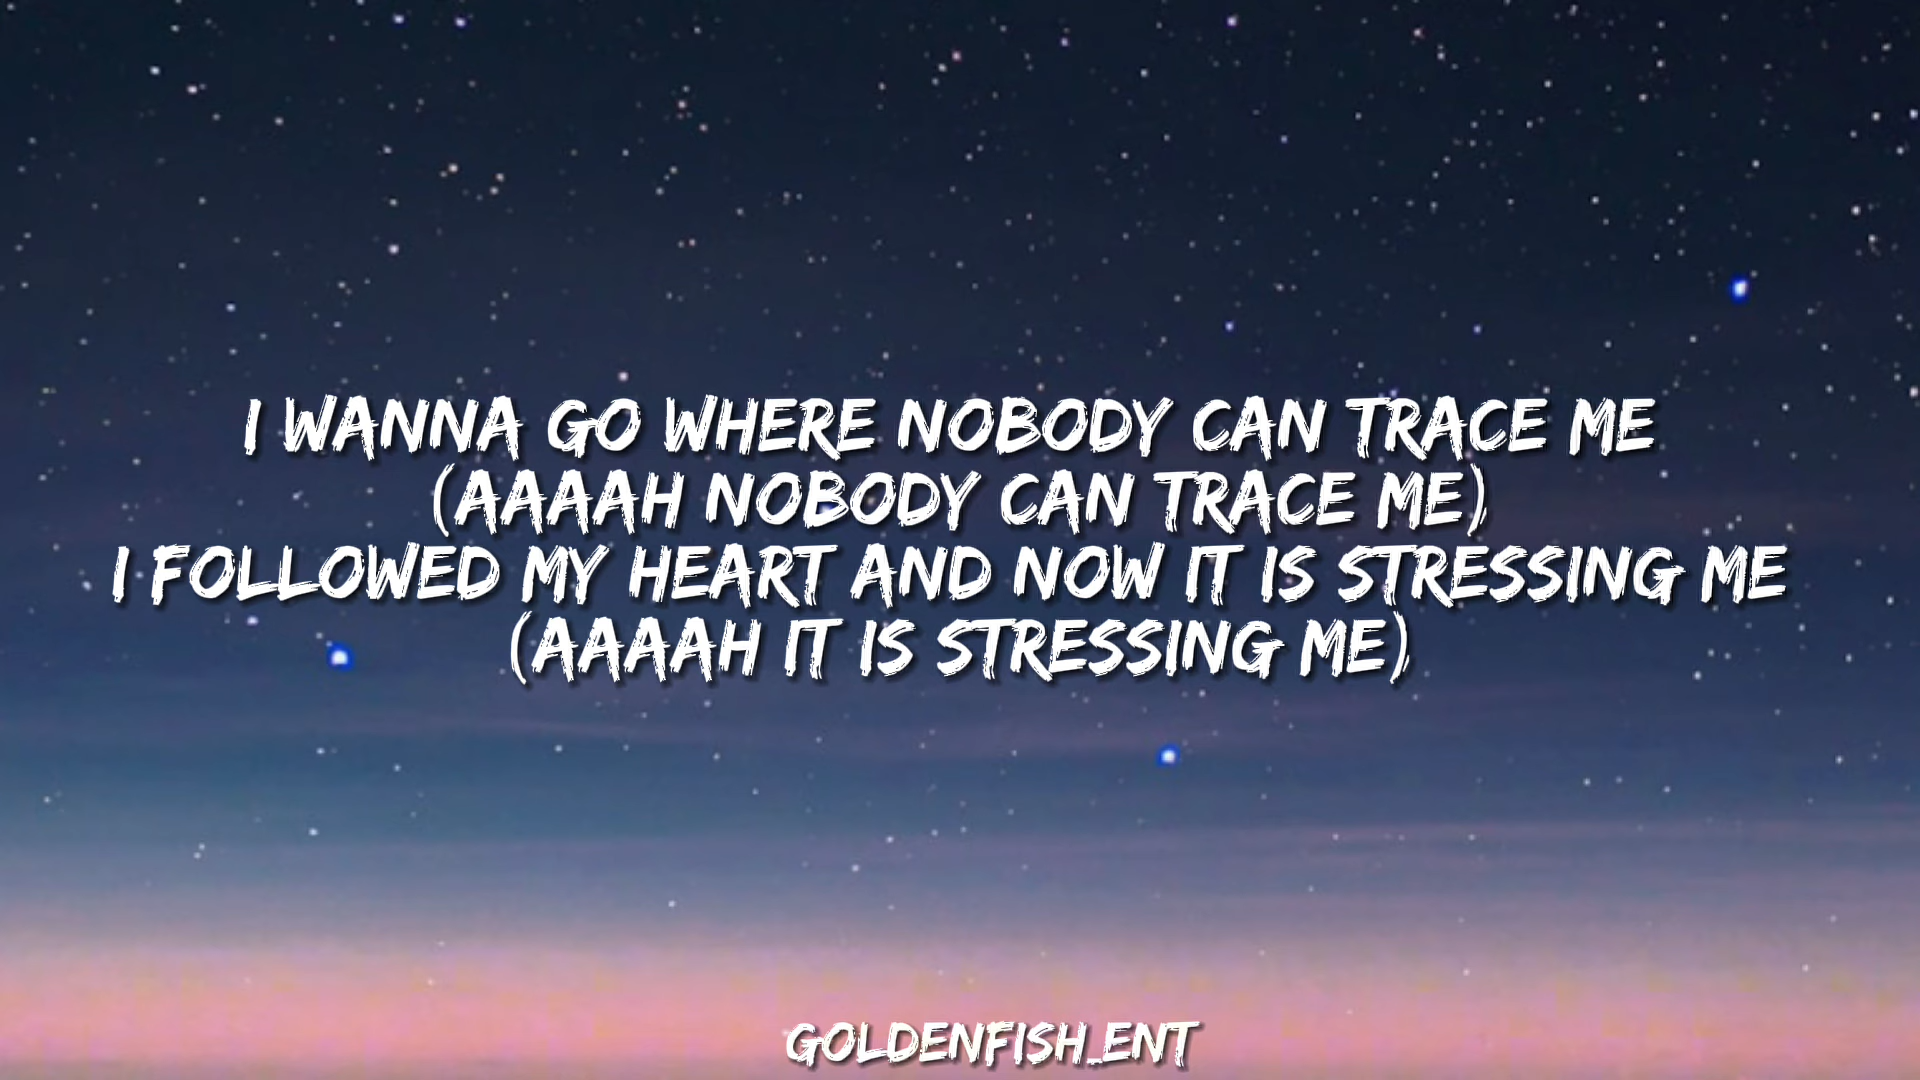 I WANNA GO WHERE NOBODY CAN TRACE ME
(AAAAH NOBODY CAN TRACE ME)
I FOLLOWED MY HEART AND NOW IT IS STRESSING ME
(AAAAH IT IS STRESSING ME)
GOLDENFISH_ENT